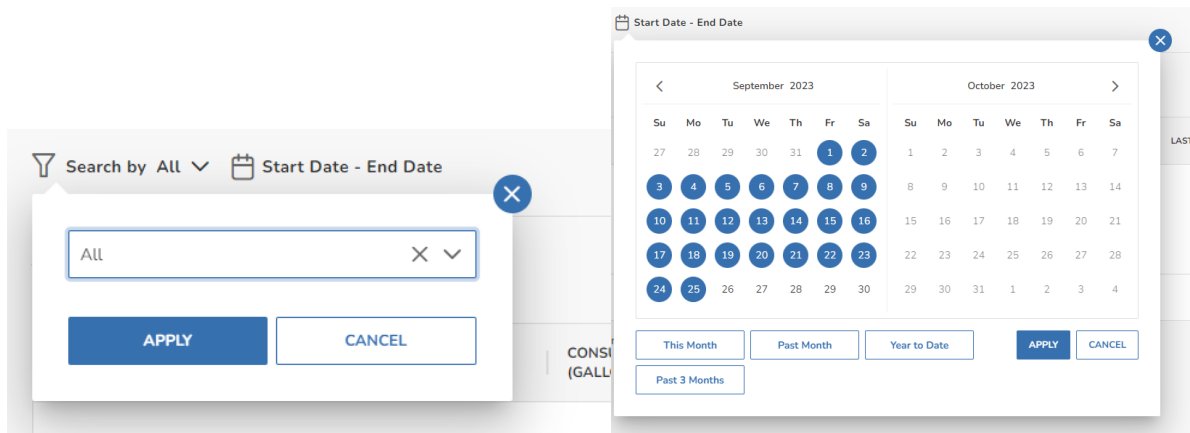 Search by All
Start Date - End Date
All
APPLY
CANCEL
CONSU
(GALL
Start Date - End Date
September 2023
Su Mo Tu We Th Fr Sa
27 28 29 30 31 1 2
3 4 5 6 7 8 9
10 11 12 13 14 15 16
17 18 19 20 21 22 23
24 25 26 27 28 29 30
October 2023
Su Mo Tu We Th Fr Sa
1 2 3 4 5 6 7
8 9 10 11 12 13 14
15 16 17 18 19 20 21
22 23 24 25 26 27 28
29 30 31 1 2 3 4
This Month
Past Month
Year to Date
APPLY
CANCEL
Past 3 Months
LAST